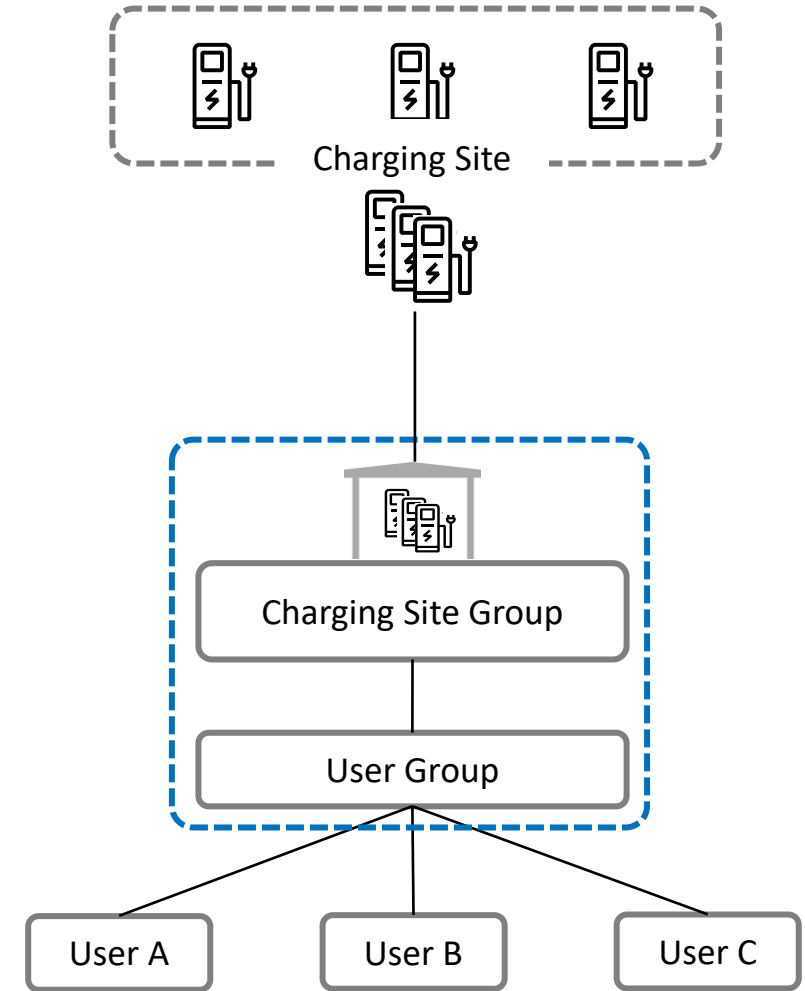 Charging Site
Charging Site Group
User Group
User A
User B
User C